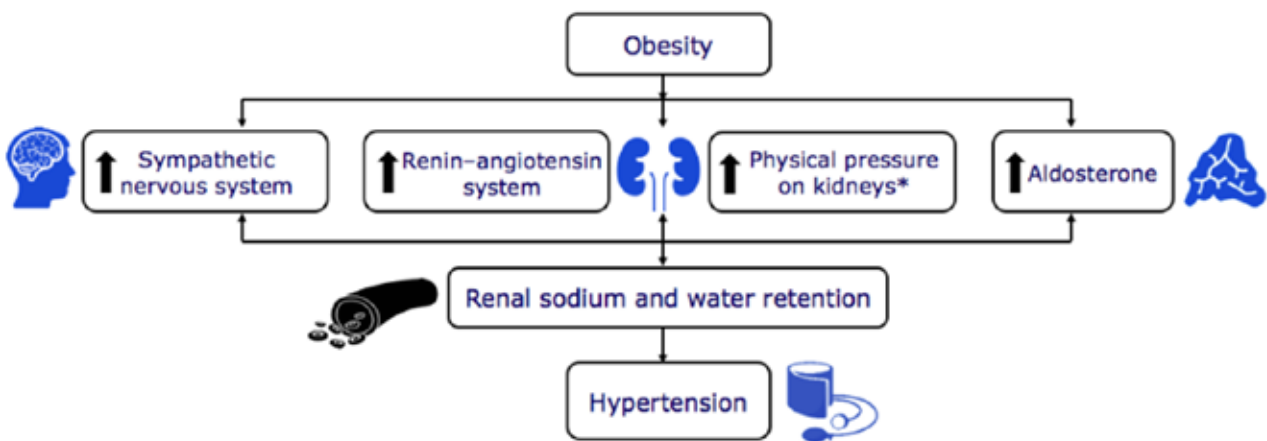 Obesity
Sympathetic
nervous system
Renin–angiotensin
system
Physical pressure
on kidneys*
Aldosterone
Renal sodium and water retention
Hypertension